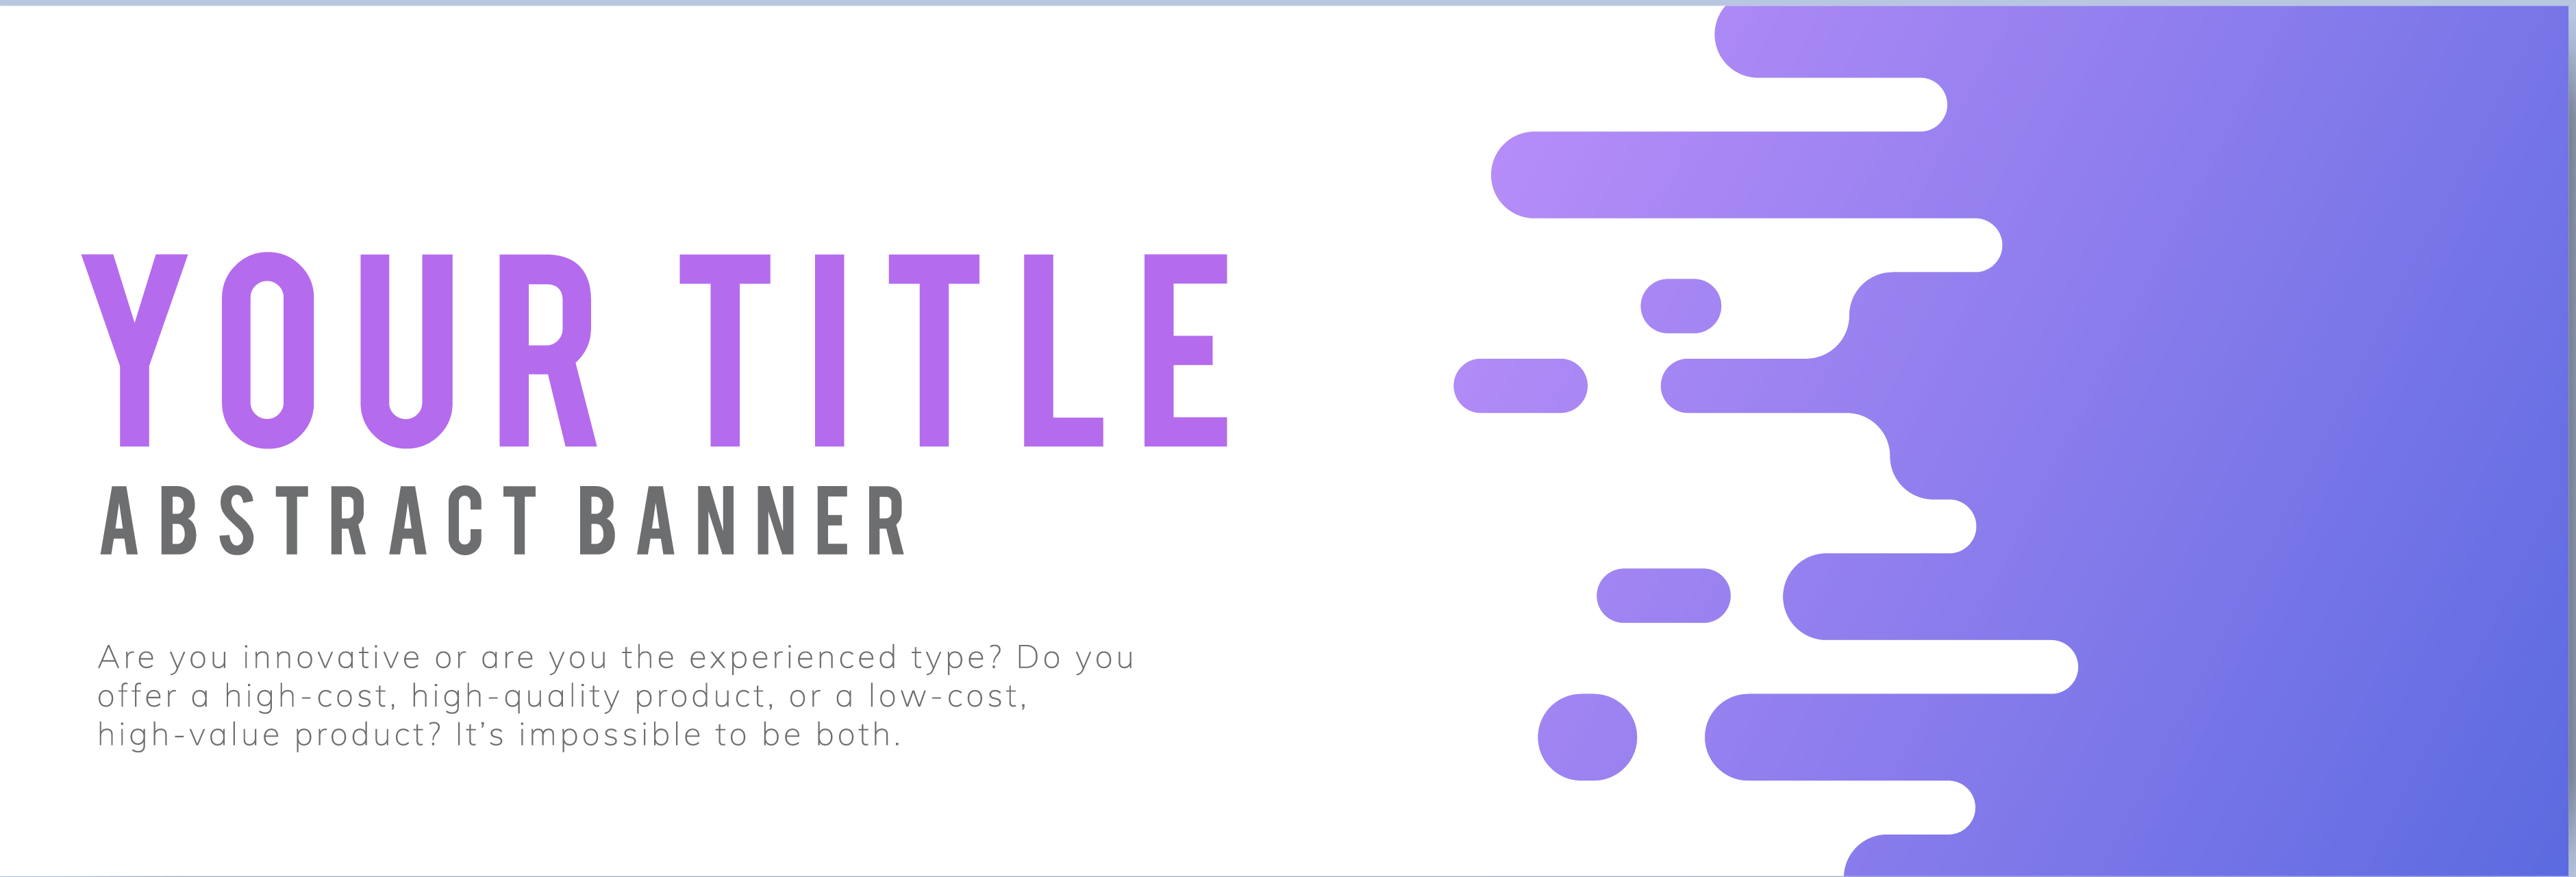 YOUR TITLE
ABSTRACT BANNER
Are you innovative or are you the experienced type? Do you
offer a high-cost, high-quality product, or a low-cost,
high-value product? It’s impossible to be both.